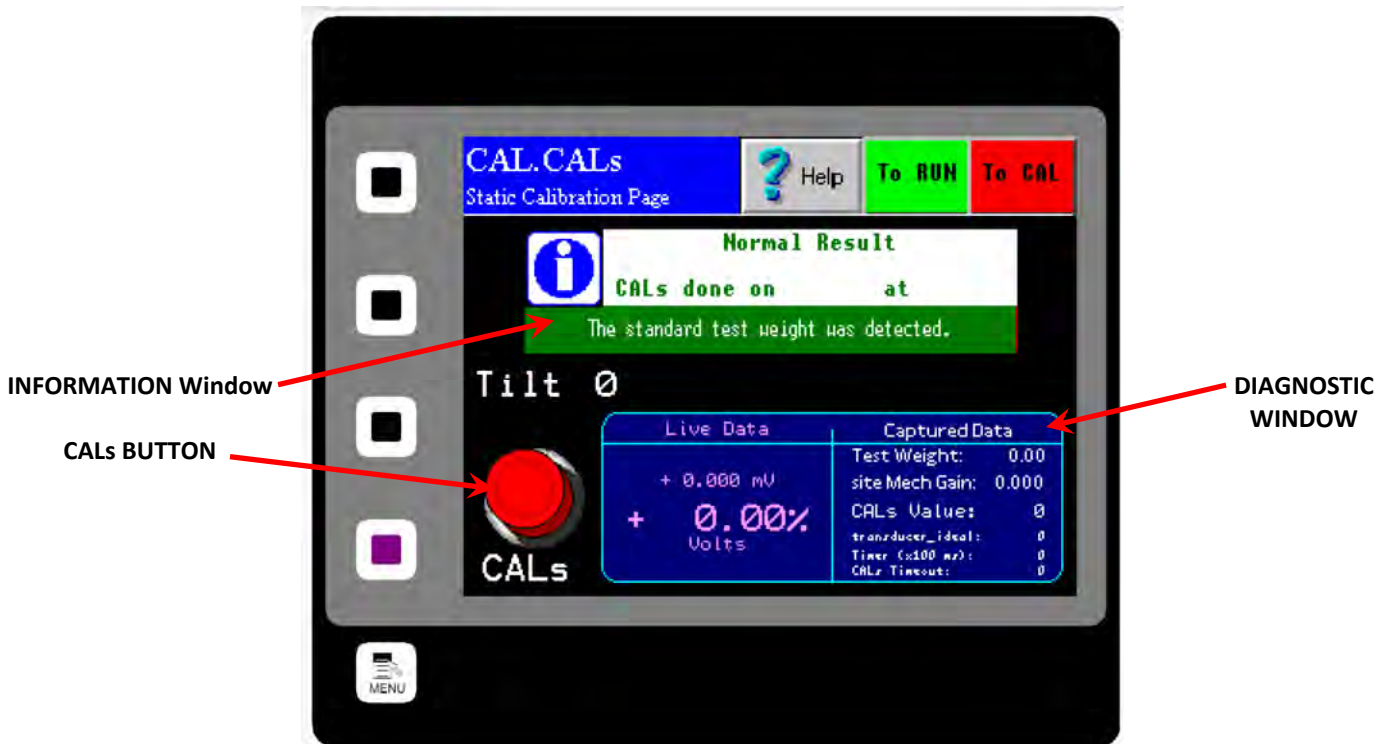 CAL.CALs
Static Calibration Page
Help
To RUN
To CAL
Normal Result
CALs done on at
The standard test weight was detected.
INFORMATION Window
Tilt 0
DIAGNOSTIC
WINDOW
CALs BUTTON
Live Data
+ 0.000 mV
+ 0.00%
Volts
Captured Data
Test Weight: 0.00
site Mech Gain: 0.000
CALs Value: 0
transducer_ideal: 0
Timer (x100 ms): 0
CALs Timeout: 0
CALs
MENU